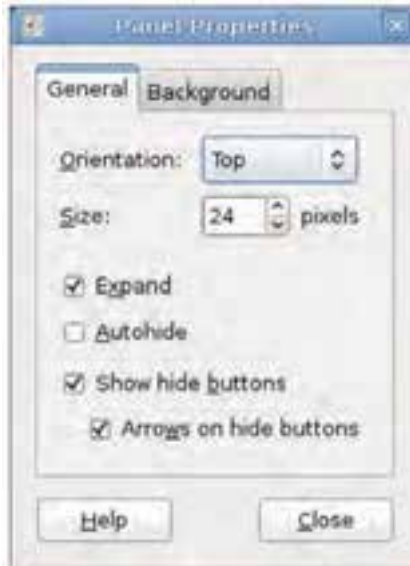 Panel Properties
General Background
Orientation: Top
Size: 24 pixels
Expand
Autohide
Show hide buttons
Arrows on hide buttons
Help Close